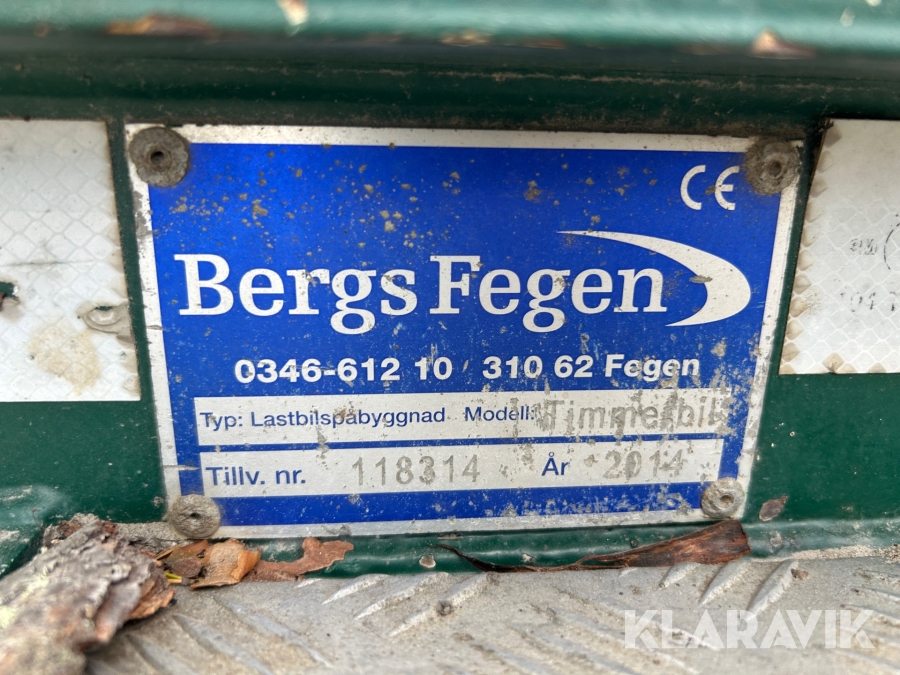 CE
Bergs Fegen
0346-612 10 / 310 62 Fegen
Typ: Lastbilspåbyggnad Modell: Timmerbil
Tillv. nr. 118314 År 2014
KLARAVIK